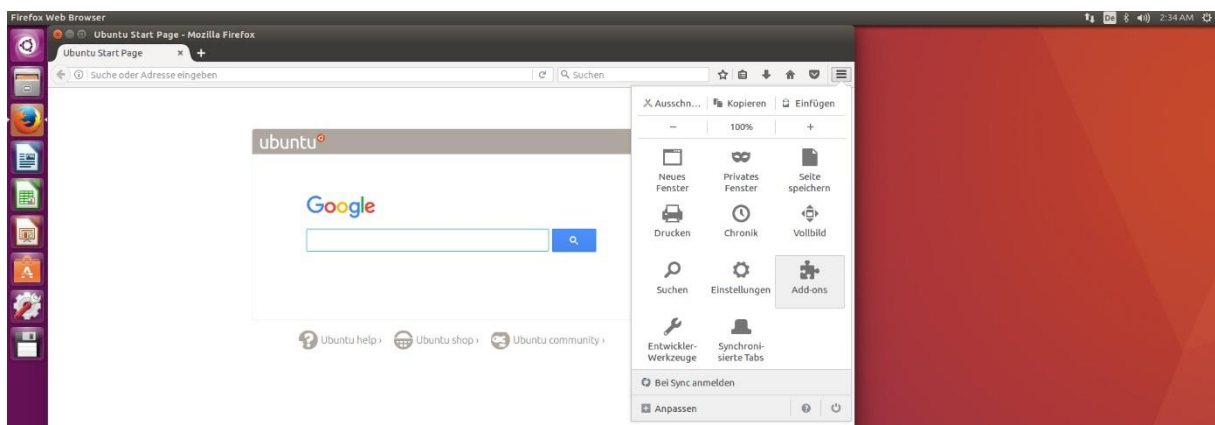 Firefox Web Browser
De
2:34 AM
Ubuntu Start Page - Mozilla Firefox
Ubuntu Start Page × +
Suche oder Adresse eingeben
Suchen
Ausschn...
Kopieren
Einfügen
− 100% +
ubuntu
Google
Neues
Fenster
Privates
Fenster
Seite
speichern
Drucken
Chronik
Vollbild
Suchen
Einstellungen
Add-ons
Entwickler-
Werkzeuge
Synchroni-
sierte Tabs
Ubuntu help ›
Ubuntu shop ›
Ubuntu community ›
Bei Sync anmelden
Anpassen